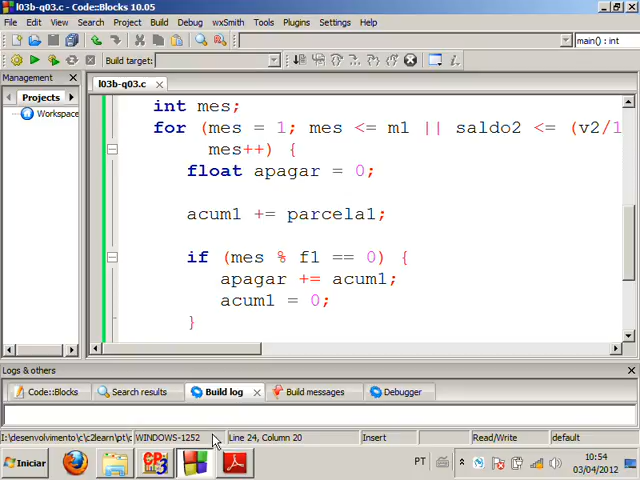 l03b-q03.c - Code::Blocks 10.05
File Edit View Search Project Build Debug wxSmith Tools Plugins Settings Help
main() : int
Build target:
Management
l03b-q03.c
Projects
Workspace
int mes;
for (mes = 1; mes <= m1 || saldo2 <= (v2/1
mes++) {
float apagar = 0;
acum1 += parcela1;
if (mes % f1 == 0) {
apagar += acum1;
acum1 = 0;
}
Logs & others
Code::Blocks Search results Build log Build messages Debugger
I:\desenvolvimento\c\c2learn\pt\c WINDOWS-1252 Line 24, Column 20 Insert Read/Write default
Iniciar
PT
10:54
03/04/2012